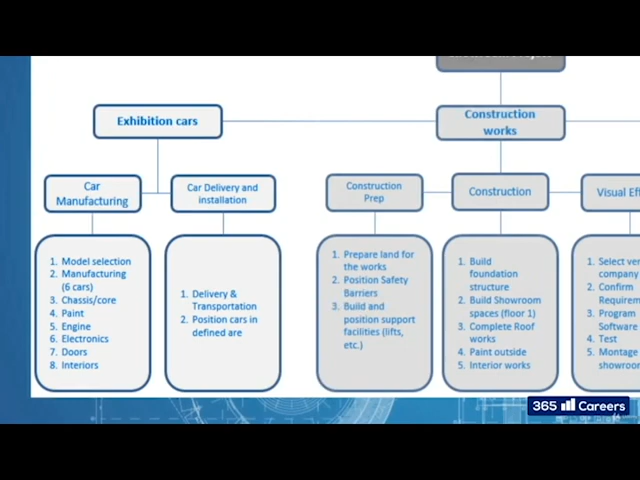 Exhibition cars
Construction
works
Car
Manufacturing
Car Delivery and
installation
Construction
Prep
Construction
Visual Eff
1. Model selection
2. Manufacturing
(6 cars)
3. Chassis/core
4. Paint
5. Engine
6. Electronics
7. Doors
8. Interiors
1. Delivery &
Transportation
2. Position cars in
defined are
1. Prepare land for
the works
2. Position Safety
Barriers
3. Build and
position support
facilities (lifts,
etc.)
1. Build
foundation
structure
2. Build Showroom
spaces (floor 1)
3. Complete Roof
works
4. Paint outside
5. Interior works
1. Select ven
company
2. Confirm
Requirem
3. Program
Software
4. Test
5. Montage
showroo
365 Careers